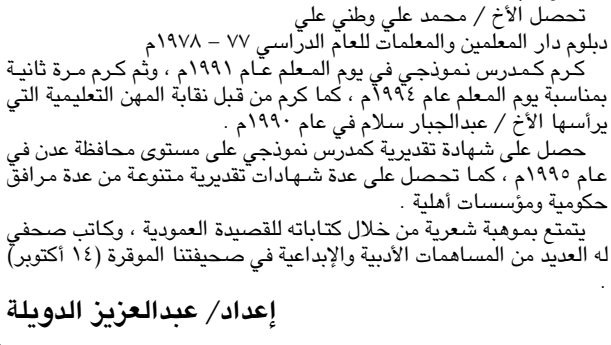 تحصل الأخ / محمد علي وطني علي
دبلوم دار المعلمين والمعلمات للعام الدراسي ٧٧ – ١٩٧٨م
كرم كمدرس نموذجي في يوم المعلم عام ١٩٩١م ، وثم كرم مرة ثانية
بمناسبة يوم المعلم عام ١٩٩٤م ، كما كرم من قبل نقابة المهن التعليمية التي
يرأسها الأخ / عبدالجبار سلام في عام ١٩٩٠م .
حصل على شهادة تقديرية كمدرس نموذجي على مستوى محافظة عدن في
عام ١٩٩٥م ، كما تحصل على عدة شهادات تقديرية متنوعة من عدة مرافق
حكومية ومؤسسات أهلية .
يتمتع بموهبة شعرية من خلال كتاباته للقصيدة العمودية ، وكاتب صحفي
له العديد من المساهمات الأدبية والإبداعية في صحيفتنا الموقرة (١٤ أكتوبر)
.
إعداد/ عبدالعزيز الدويلة